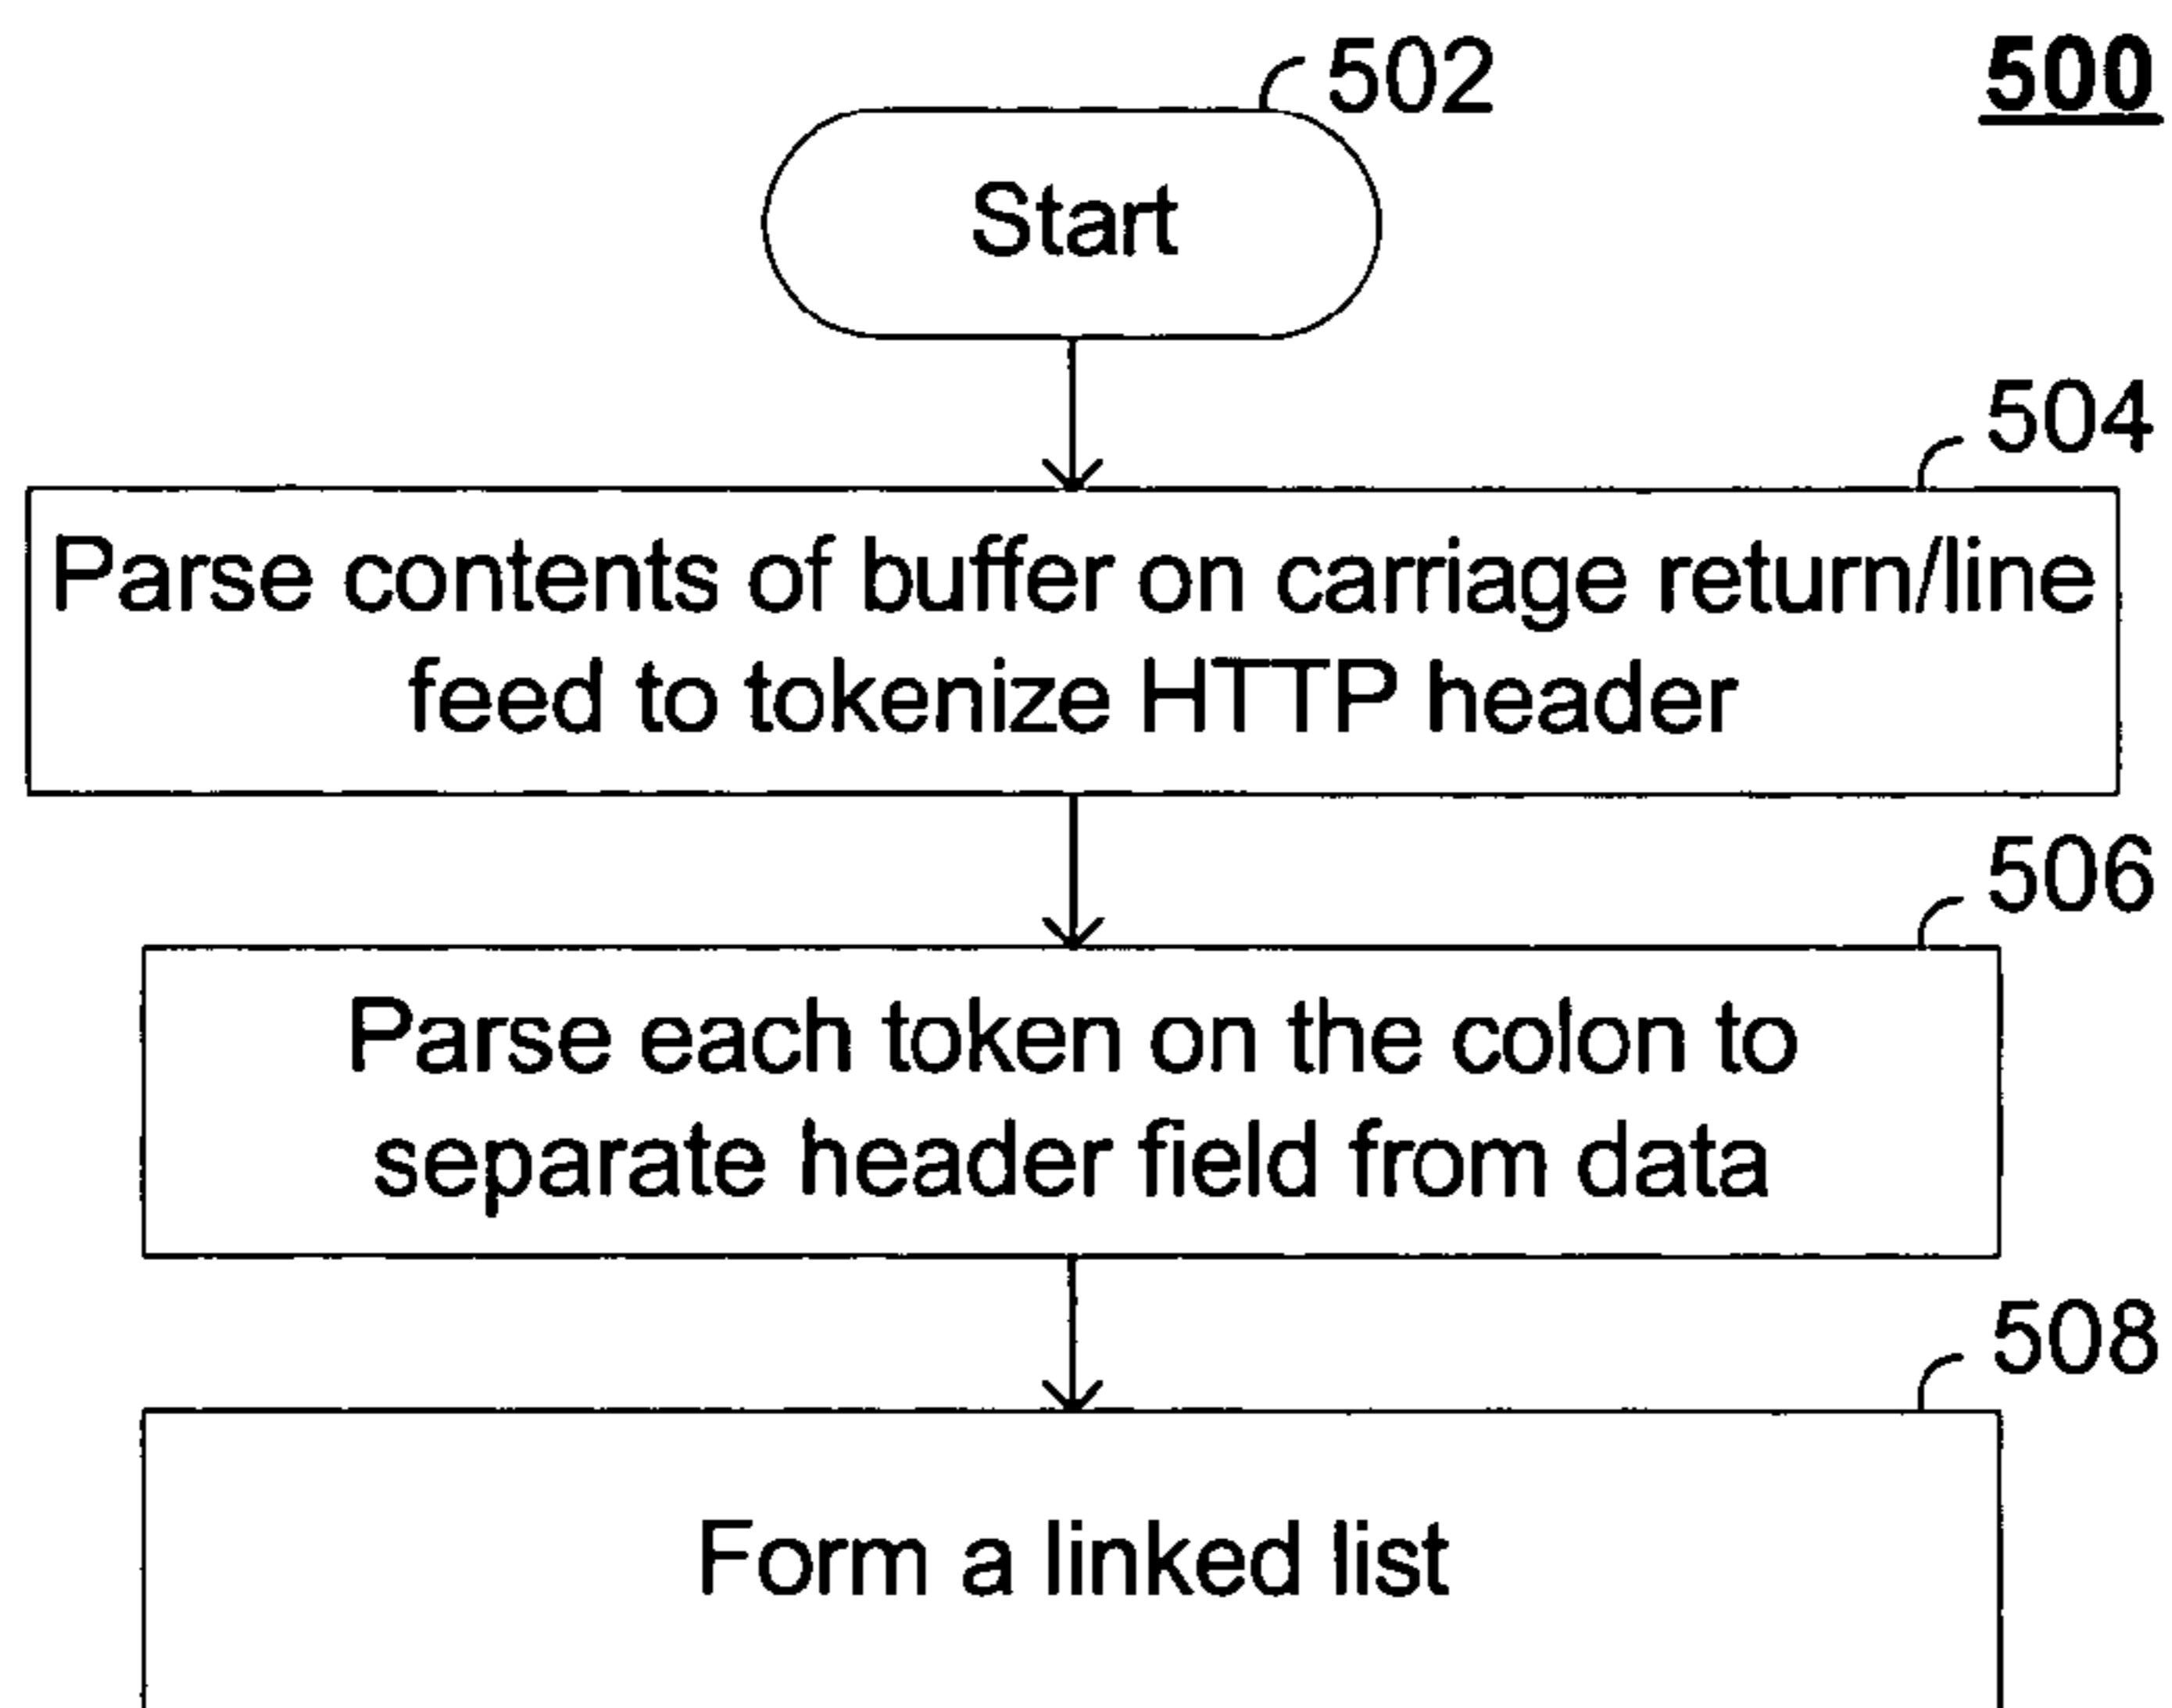 502
500
Start
504
Parse contents of buffer on carriage return/line
feed to tokenize HTTP header
506
Parse each token on the colon to
separate header field from data
508
Form a linked list